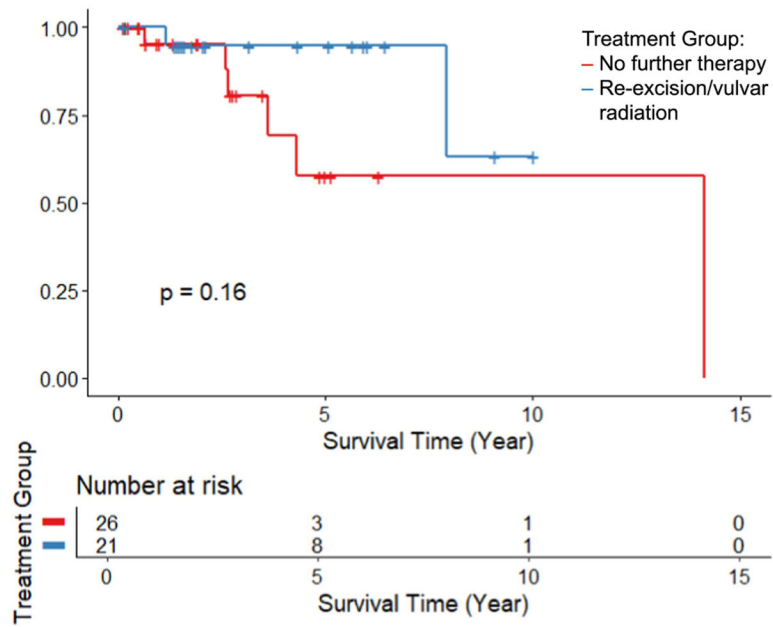 1.00
0.75
0.50
0.25
0.00
p = 0.16
Treatment Group:
No further therapy
Re-excision/vulvar
radiation
0 5 10 15
Survival Time (Year)
Number at risk
Treatment Group
26 3 1 0
21 8 1 0
0 5 10 15
Survival Time (Year)